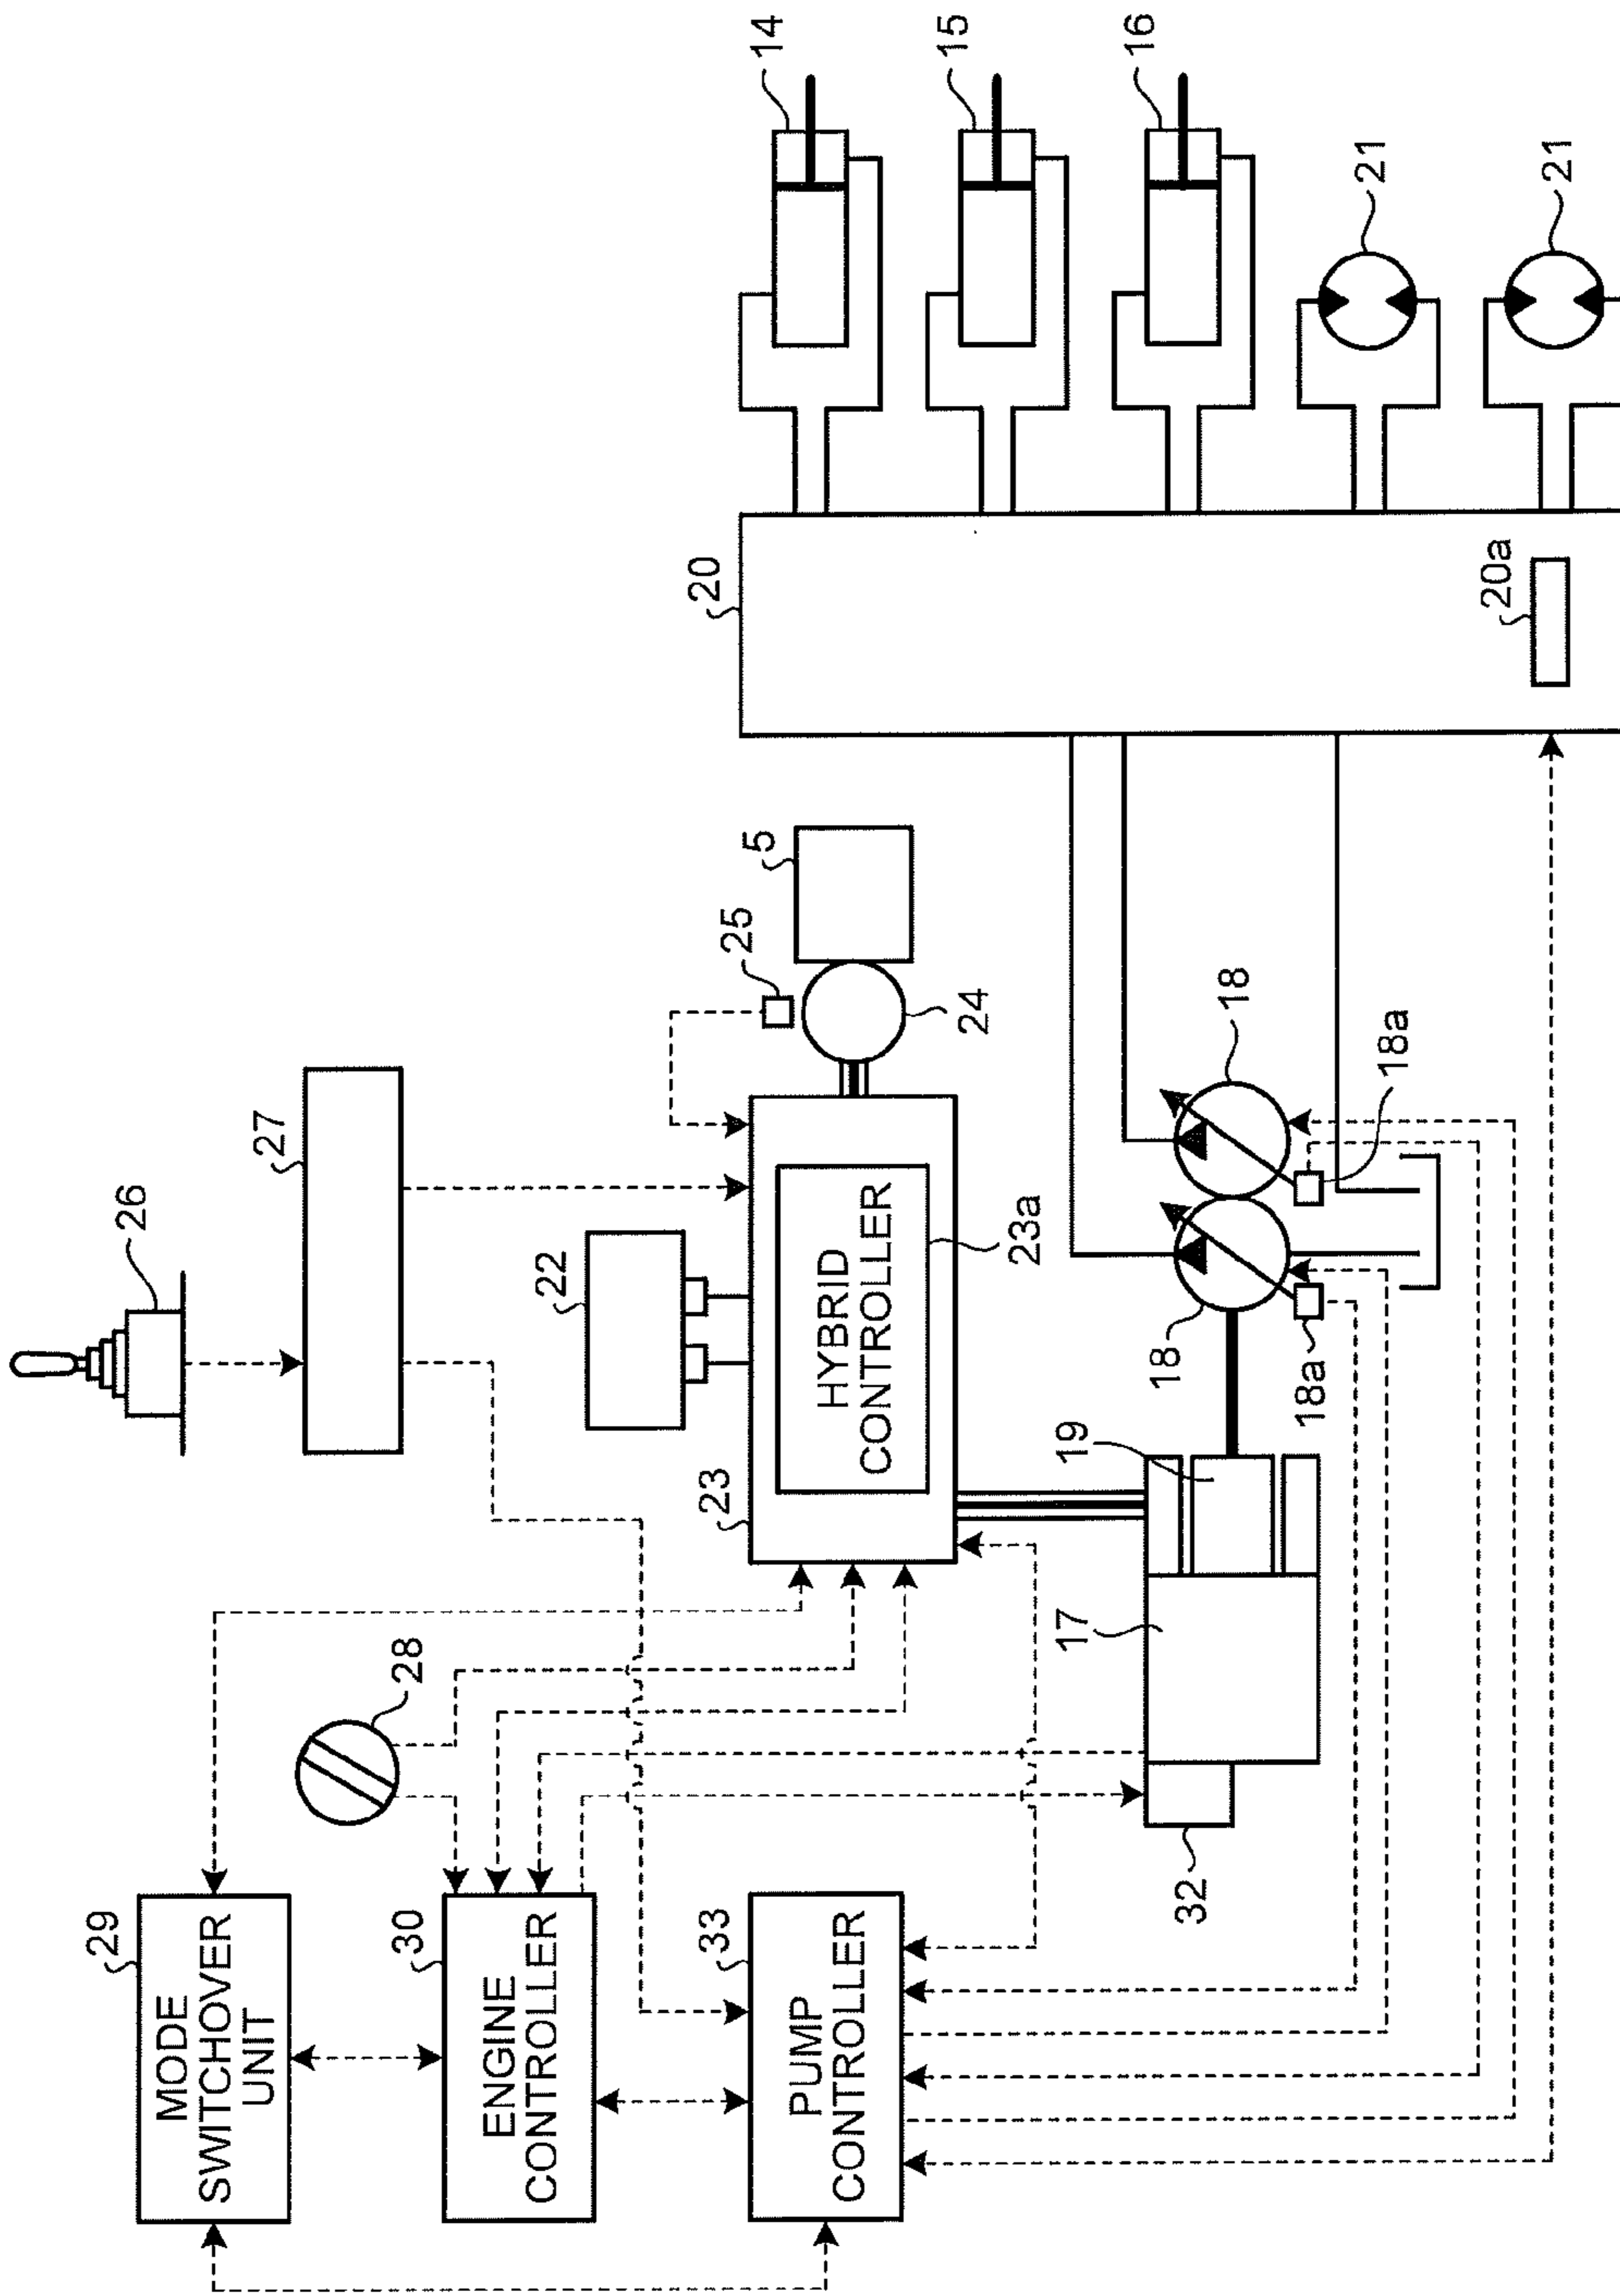 MODE
SWITCHOVER
UNIT
29
ENGINE
CONTROLLER
30
PUMP
CONTROLLER
33
28
26
27
22
23
HYBRID
CONTROLLER
23a
25
24
5
32
17
19
18
18a
18
18a
20
20a
14
15
16
21
21